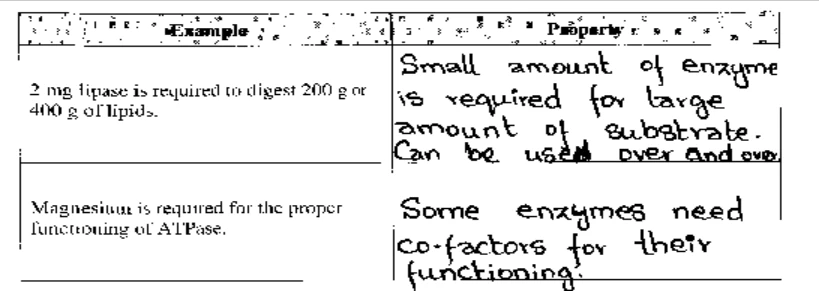 Example Property
2 mg lipase is required to digest 200 g or
400 g of lipids.
Small amount of enzyme
is required for large
amount of substrate.
Can be used over and over
Magnesium is required for the proper
functioning of ATPase.
Some enzymes need
co-factors for their
functioning.